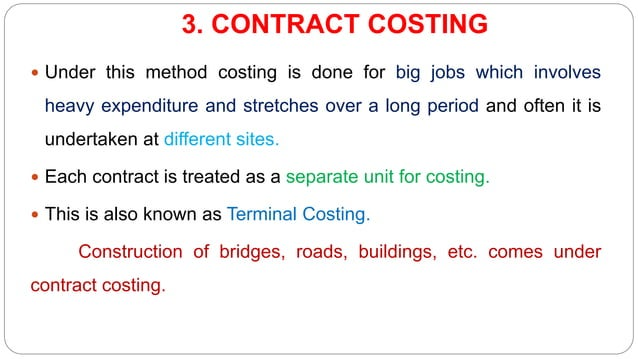 3. CONTRACT COSTING
• Under this method costing is done for big jobs which involves
heavy expenditure and stretches over a long period and often it is
undertaken at different sites.
• Each contract is treated as a separate unit for costing.
• This is also known as Terminal Costing.
Construction of bridges, roads, buildings, etc. comes under
contract costing.